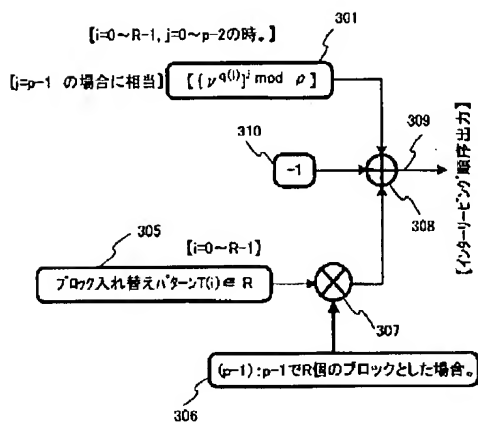 [i=0～R-1, j=0～p-2の時。]
301
[j=p-1 の場合に相当]
[{ν^q(i)}^j mod ρ]
310
-1
309
308
[インターリービング順序出力]
305
[i=0～R-1]
ブロック入れ替えパターンT(i) ∈ R
307
(p-1):p-1でR個のブロックとした場合。
306